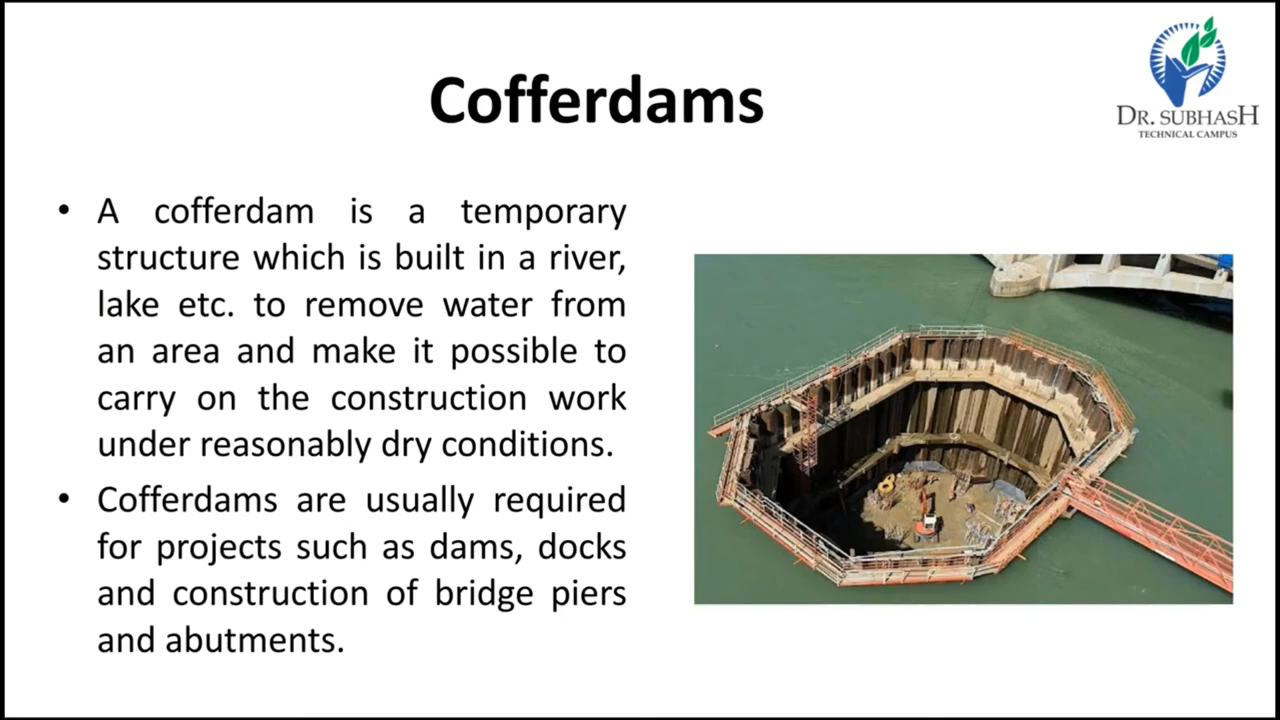 Cofferdams
DR. SUBHASH
TECHNICAL CAMPUS
• A cofferdam is a temporary
structure which is built in a river,
lake etc. to remove water from
an area and make it possible to
carry on the construction work
under reasonably dry conditions.
• Cofferdams are usually required
for projects such as dams, docks
and construction of bridge piers
and abutments.